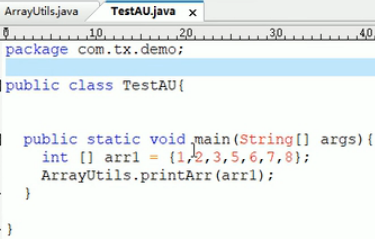 ArrayUtils.java TestAU.java ×
0 10 20 30 40
package com.tx.demo;
public class TestAU{
public static void main(String[] args){
int [] arr1 = {1,2,3,5,6,7,8};
ArrayUtils.printArr(arr1);
}
}